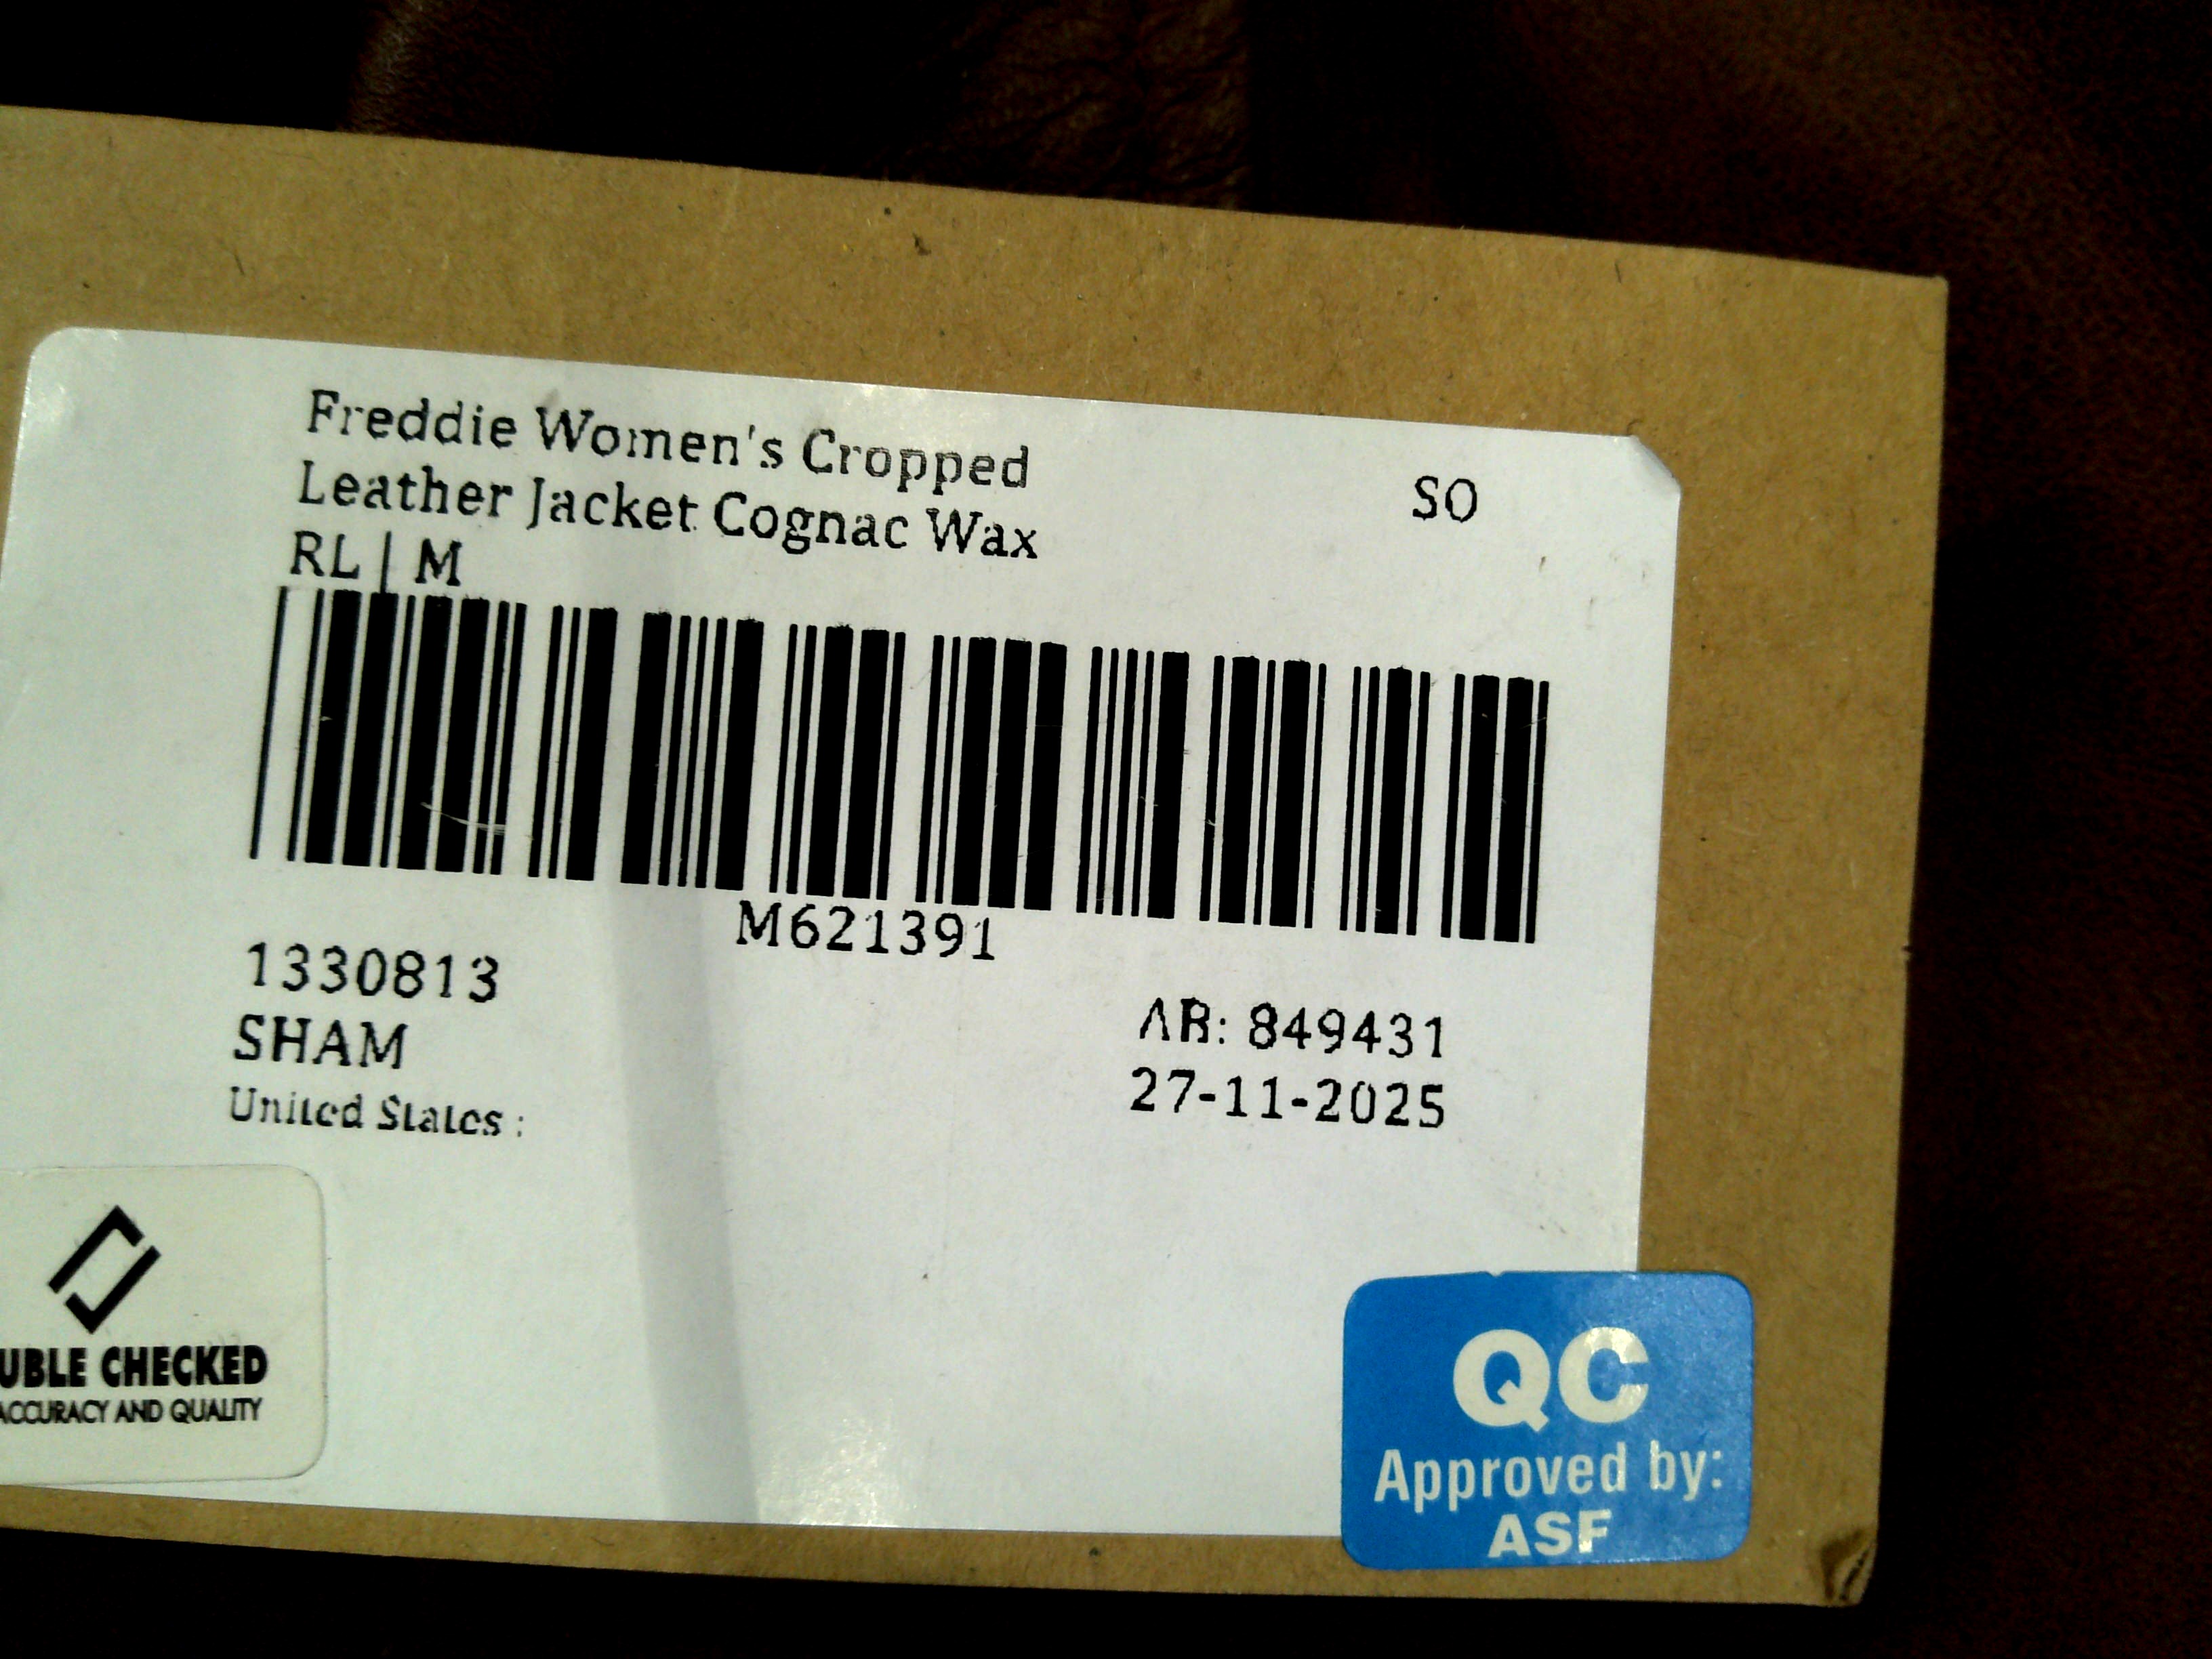 Freddie Women's Cropped
Leather Jacket Cognac Wax
RL | M
SO
M621391
1330813
SHAM
United States :
AB: 849431
27-11-2025
UBLE CHECKED
ACCURACY AND QUALITY
QC
Approved by:
ASF